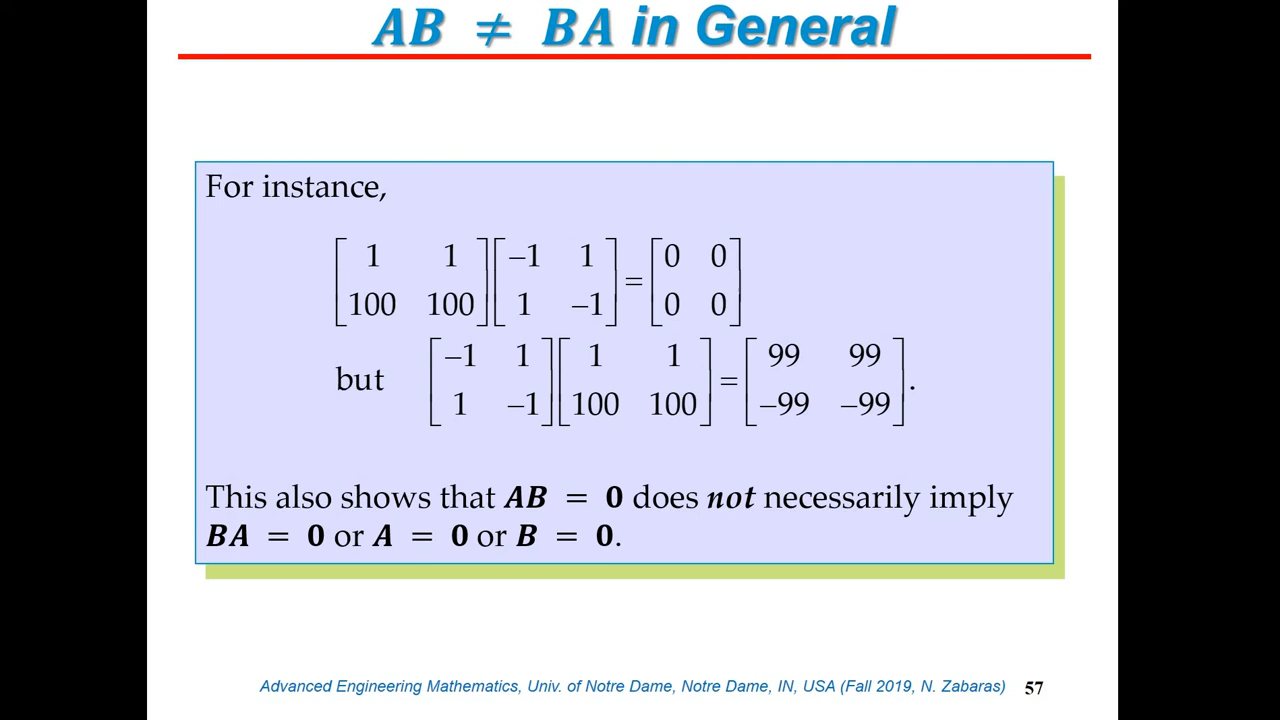 AB ≠ BA in General
For instance,
[1 1; 100 100] [–1 1; 1 –1] = [0 0; 0 0]
but [–1 1; 1 –1] [1 1; 100 100] = [99 99; –99 –99].
This also shows that AB = 0 does not necessarily imply
BA = 0 or A = 0 or B = 0.
Advanced Engineering Mathematics, Univ. of Notre Dame, Notre Dame, IN, USA (Fall 2019, N. Zabaras) 57